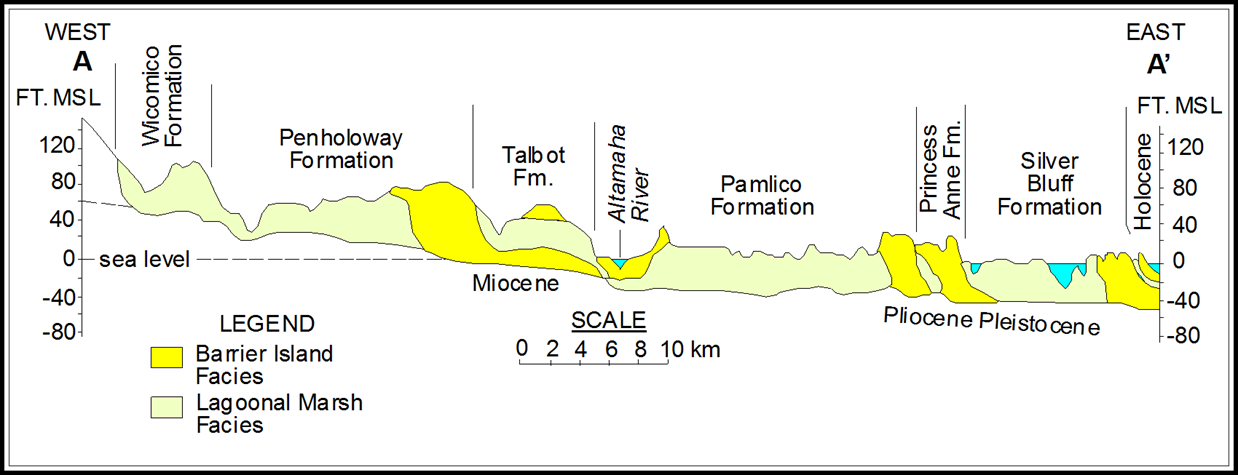 WEST
A
FT. MSL
120
80
40
0
-40
-80
Wicomico
Formation
Penholoway
Formation
Talbot
Fm.
Altamaha
River
Pamlico
Formation
Princess
Anne Fm.
Silver
Bluff
Formation
Holocene
EAST
A'
FT. MSL
120
80
40
0
-40
-80
sea level
Miocene
Pliocene Pleistocene
LEGEND
Barrier Island
Facies
Lagoonal Marsh
Facies
SCALE
0 2 4 6 8 10 km